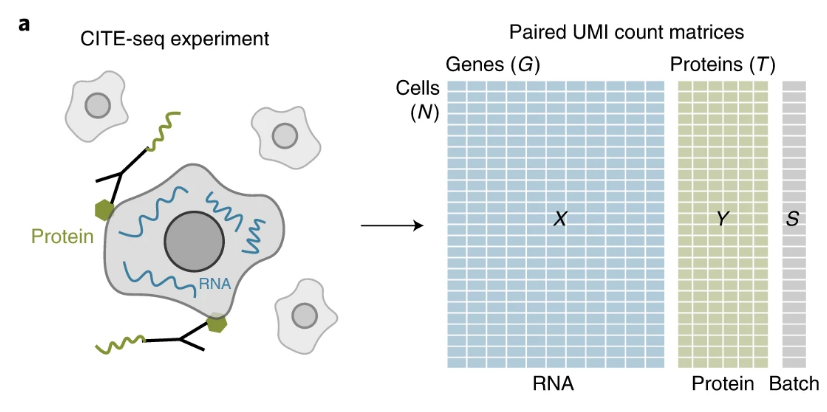 a
CITE-seq experiment
Protein
RNA
Paired UMI count matrices
Genes (G)
Proteins (T)
Cells
(N)
X
Y
S
RNA
Protein
Batch